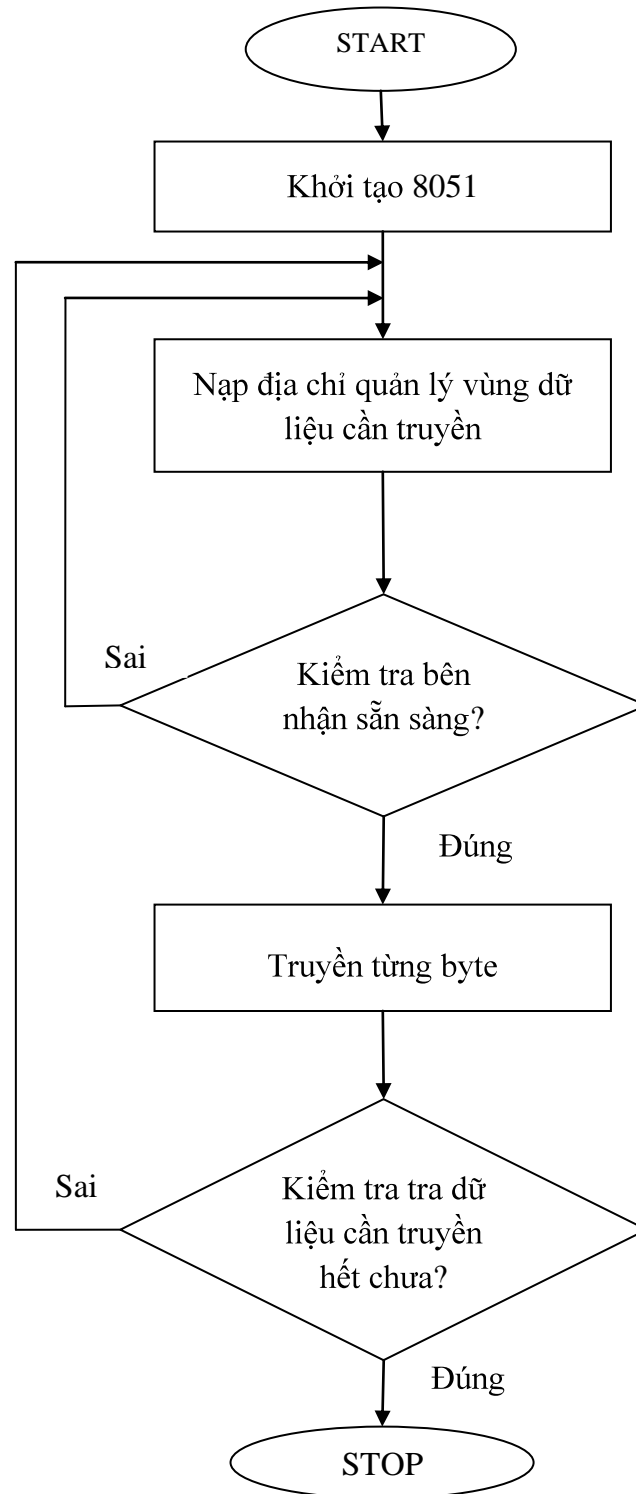 START
Khởi tạo 8051
Nạp địa chỉ quản lý vùng dữ
liệu cần truyền
Sai
Kiểm tra bên
nhận sẵn sàng?
Đúng
Truyền từng byte
Sai
Kiểm tra tra dữ
liệu cần truyền
hết chưa?
Đúng
STOP